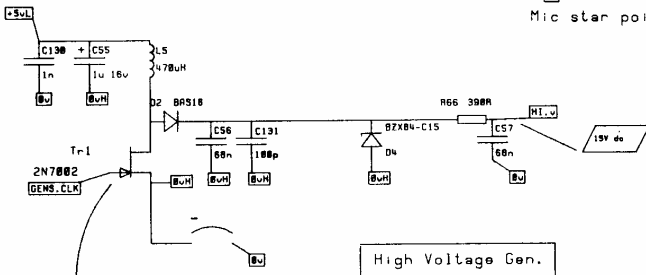 Mic star poi
+5vL
C130
1n
0v
+ C55
1u 16v
0vH
L5
470uH
D2 BAS16
C56
68n
0vH
C131
100p
0vH
BZX84-C15
D4
0vH
R66 390R
HI.v
C57
68n
0v
15V dc
Tr1
2N7002
GENS.CLK
0vH
0v
High Voltage Gen.